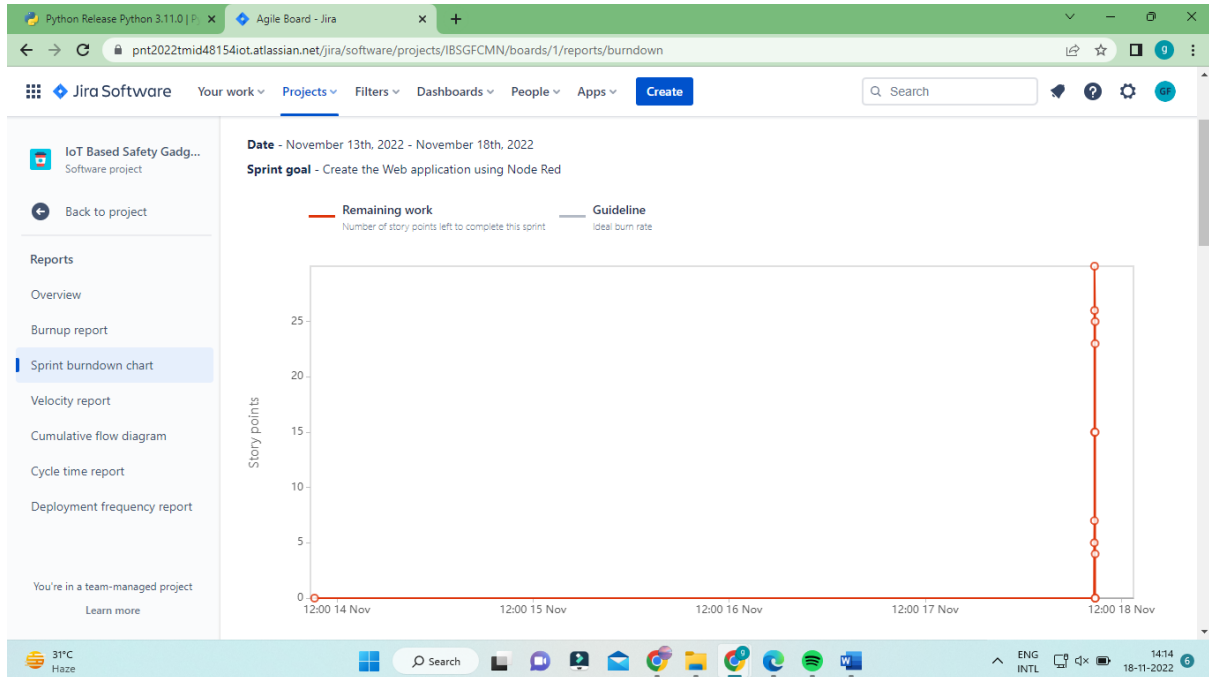 Python Release Python 3.11.0 | P
Agile Board - Jira
pnt2022tmid48154iot.atlassian.net/jira/software/projects/IBSGFCMN/boards/1/reports/burndown
g
Jira Software Your work Projects Filters Dashboards People Apps Create Search GF
IoT Based Safety Gadg...
Software project
Back to project
Reports
Overview
Burnup report
Sprint burndown chart
Velocity report
Cumulative flow diagram
Cycle time report
Deployment frequency report
You're in a team-managed project
Learn more
Date - November 13th, 2022 - November 18th, 2022
Sprint goal - Create the Web application using Node Red
Remaining work
Number of story points left to complete this sprint
Guideline
Ideal burn rate
Story points
25
20
15
10
5
0
12:00 14 Nov 12:00 15 Nov 12:00 16 Nov 12:00 17 Nov 12:00 18 Nov
31°C
Haze
Search
g
ENG
INTL
14:14
18-11-2022
6